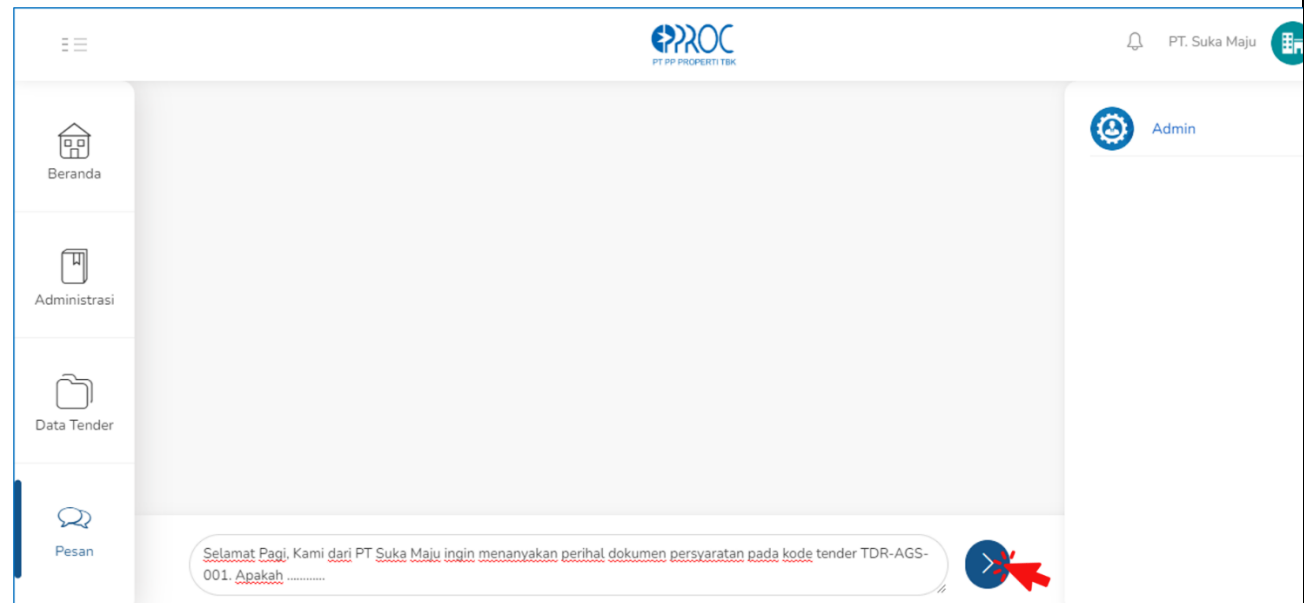 EPROC
PT PP PROPERTI TBK
PT. Suka Maju
Beranda
Administrasi
Data Tender
Pesan
Admin
Selamat Pagi, Kami dari PT Suka Maju ingin menanyakan perihal dokumen persyaratan pada kode tender TDR-AGS-
001. Apakah ............